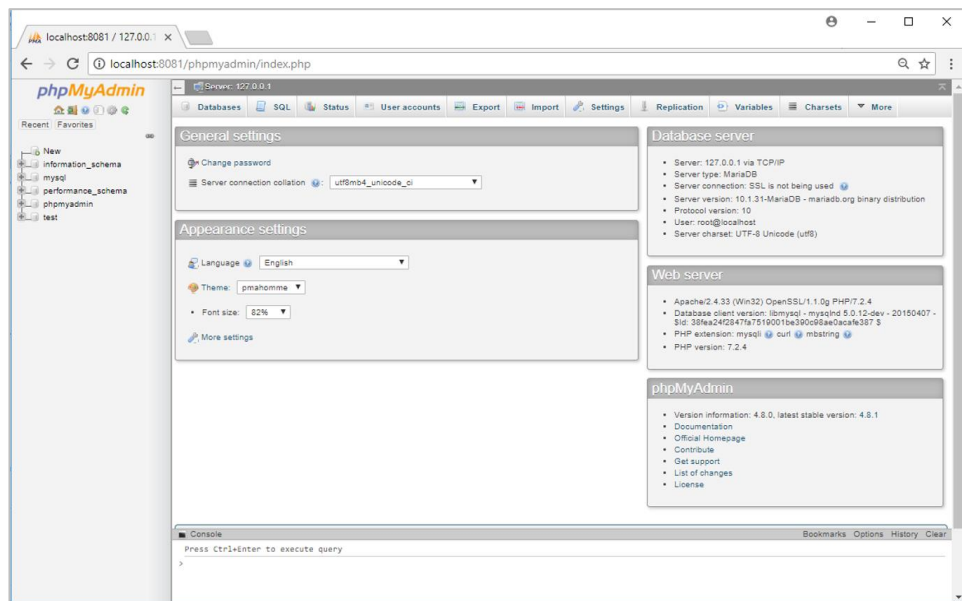 localhost:8081 / 127.0.0.1
localhost:8081/phpmyadmin/index.php
phpMyAdmin
Recent Favorites
New
information_schema
mysql
performance_schema
phpmyadmin
test
Server: 127.0.0.1
Databases SQL Status User accounts Export Import Settings Replication Variables Charsets More
General settings
Change password
Server connection collation : utf8mb4_unicode_ci
Appearance settings
Language English
Theme: pmahomme
Font size: 82%
More settings
Database server
Server: 127.0.0.1 via TCP/IP
Server type: MariaDB
Server connection: SSL is not being used
Server version: 10.1.31-MariaDB - mariadb.org binary distribution
Protocol version: 10
User: root@localhost
Server charset: UTF-8 Unicode (utf8)
Web server
Apache/2.4.33 (Win32) OpenSSL/1.1.0g PHP/7.2.4
Database client version: libmysql - mysqlnd 5.0.12-dev - 20150407 -
$Id: 38fea24f2847fa7519001be390c98ae0acafe387 $
PHP extension: mysqli curl mbstring
PHP version: 7.2.4
phpMyAdmin
Version information: 4.8.0, latest stable version: 4.8.1
Documentation
Official Homepage
Contribute
Get support
List of changes
License
Console Bookmarks Options History Clear
Press Ctrl+Enter to execute query
>